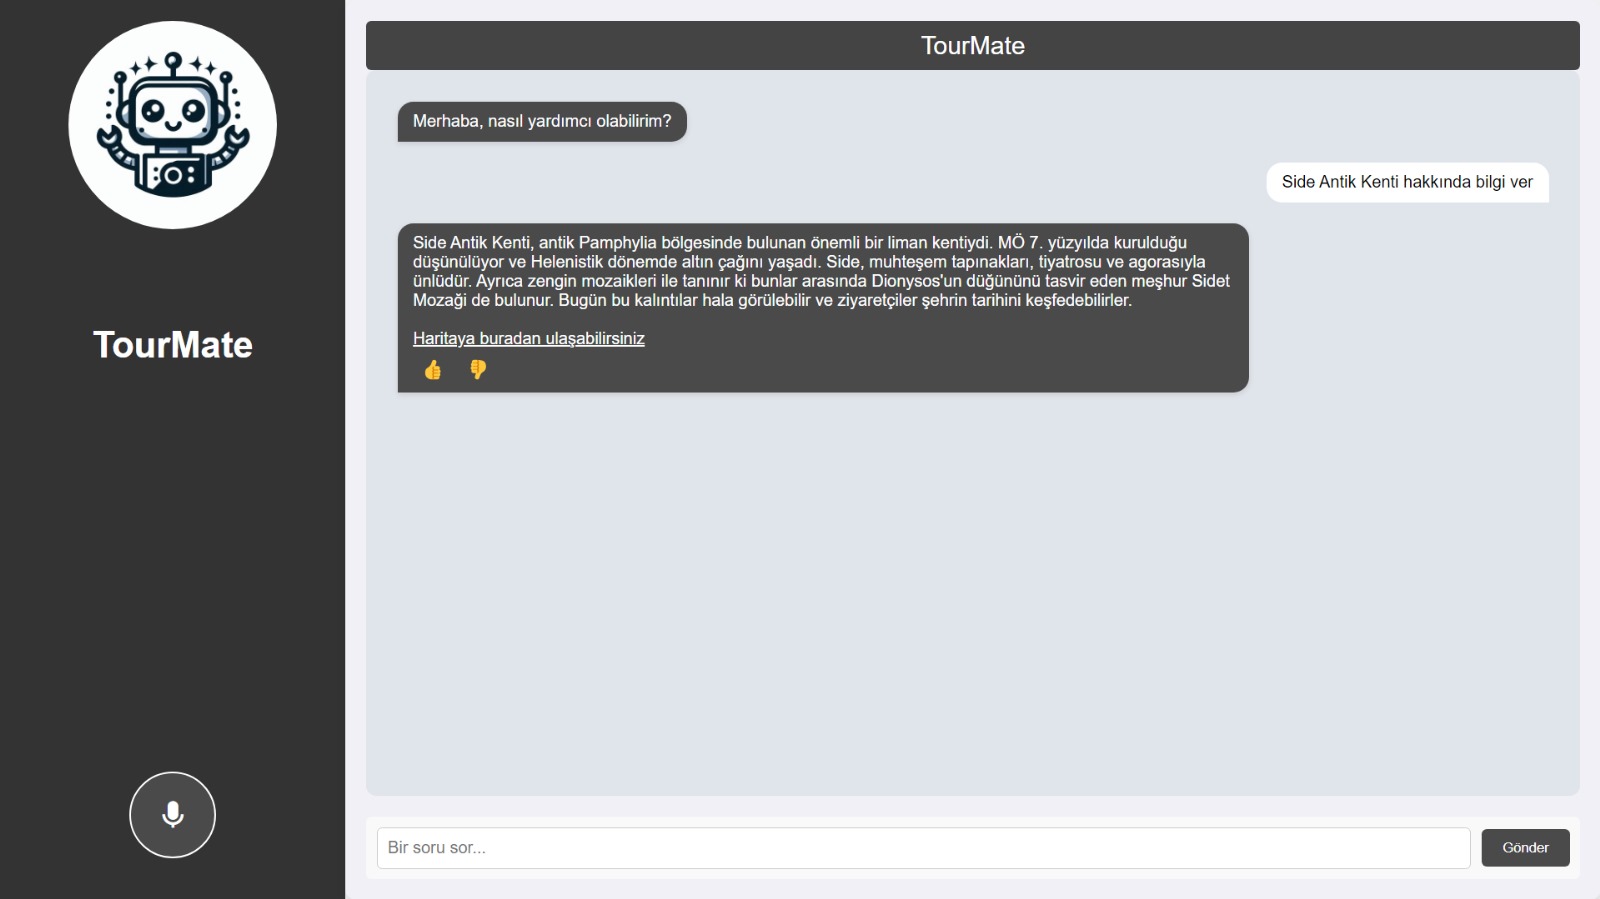 TourMate
TourMate
Merhaba, nasıl yardımcı olabilirim?
Side Antik Kenti hakkında bilgi ver
Side Antik Kenti, antik Pamphylia bölgesinde bulunan önemli bir liman kentiydi. MÖ 7. yüzyılda kurulduğu
düşünülüyor ve Helenistik dönemde altın çağını yaşadı. Side, muhteşem tapınakları, tiyatrosu ve agorasıyla
ünlüdür. Ayrıca zengin mozaikleri ile tanınır ki bunlar arasında Dionysos'un düğününü tasvir eden meşhur Sidet
Mozaği de bulunur. Bugün bu kalıntılar hala görülebilir ve ziyaretçiler şehrin tarihini keşfedebilirler.
Haritaya buradan ulaşabilirsiniz
Bir soru sor...
Gönder